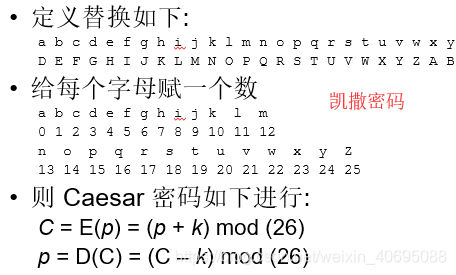 • 定义替换如下:
a b c d e f g h i j k l m n o p q r s t u v w x y
D E F G H I J K L M N O P Q R S T U V W X Y Z A B
• 给每个字母赋一个数
a b c d e f g h i j k l m
0 1 2 3 4 5 6 7 8 9 10 11 12
凯撒密码
n o p q r s t u v w x y Z
13 14 15 16 17 18 19 20 21 22 23 24 25
• 则 Caesar 密码如下进行:
C = E(p) = (p + k) mod (26)
p = D(C) = (C – k) mod (26)
https://blog.csdn.net/weixin_40695088